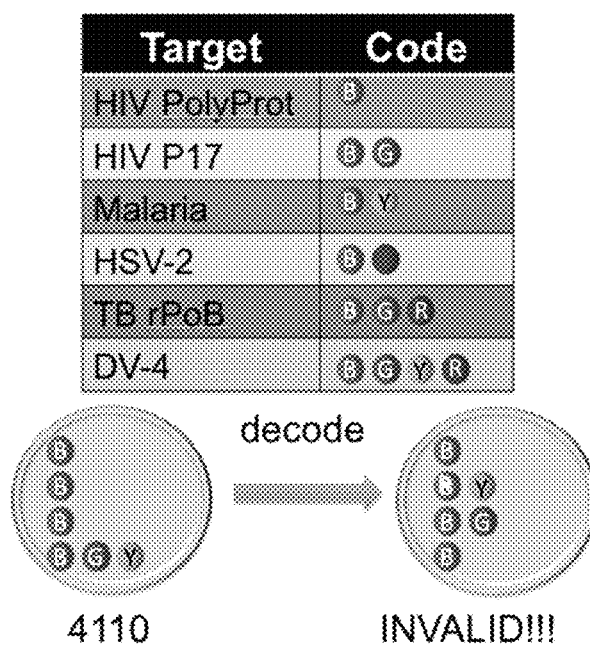 Target Code
HIV PolyProt B
HIV P17 B G
Malaria B Y
HSV-2 B
TB rPoB B G R
DV-4 B G Y R
decode
B B
B B Y
B B G
B G Y B
4110 INVALID!!!